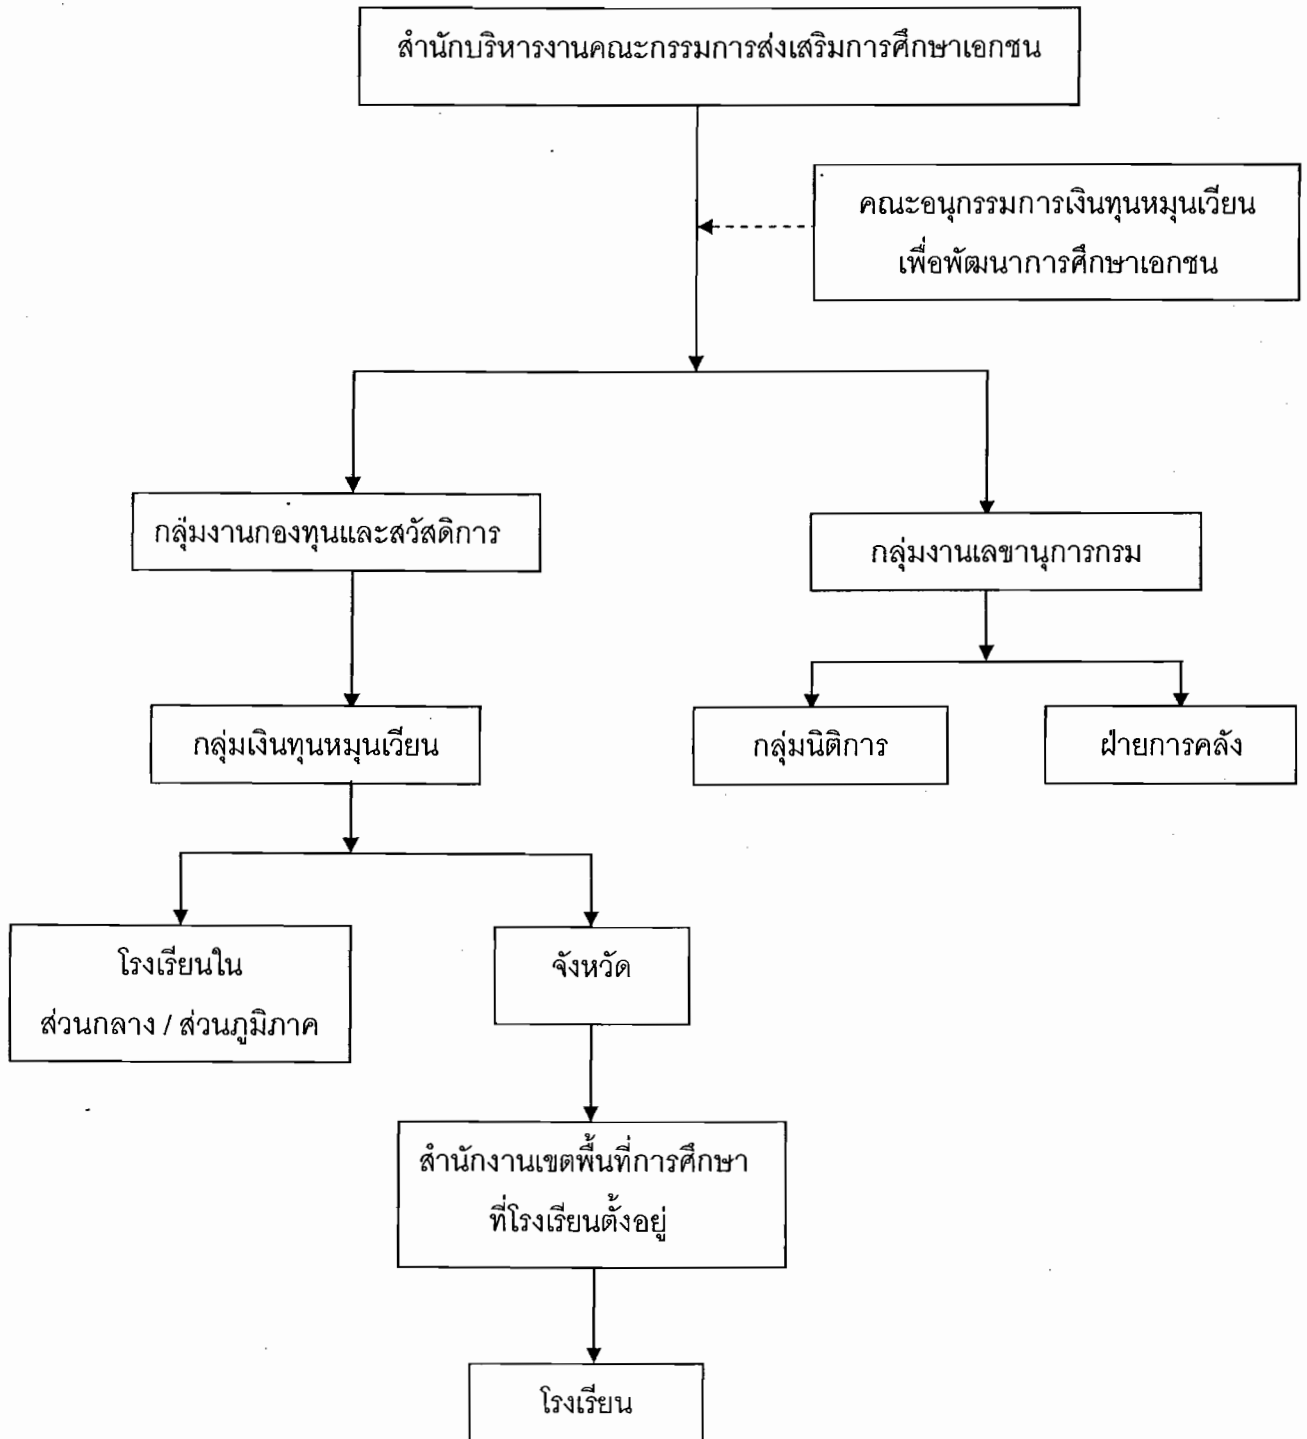 สำนักบริหารงานคณะกรรมการส่งเสริมการศึกษาเอกชน
คณะอนุกรรมการเงินทุนหมุนเวียน
เพื่อพัฒนาการศึกษาเอกชน
กลุ่มงานกองทุนและสวัสดิการ
กลุ่มงานเลขานุการกรม
กลุ่มเงินทุนหมุนเวียน
กลุ่มนิติการ
ฝ่ายการคลัง
โรงเรียนใน
ส่วนกลาง / ส่วนภูมิภาค
จังหวัด
สำนักงานเขตพื้นที่การศึกษา
ที่โรงเรียนตั้งอยู่
โรงเรียน